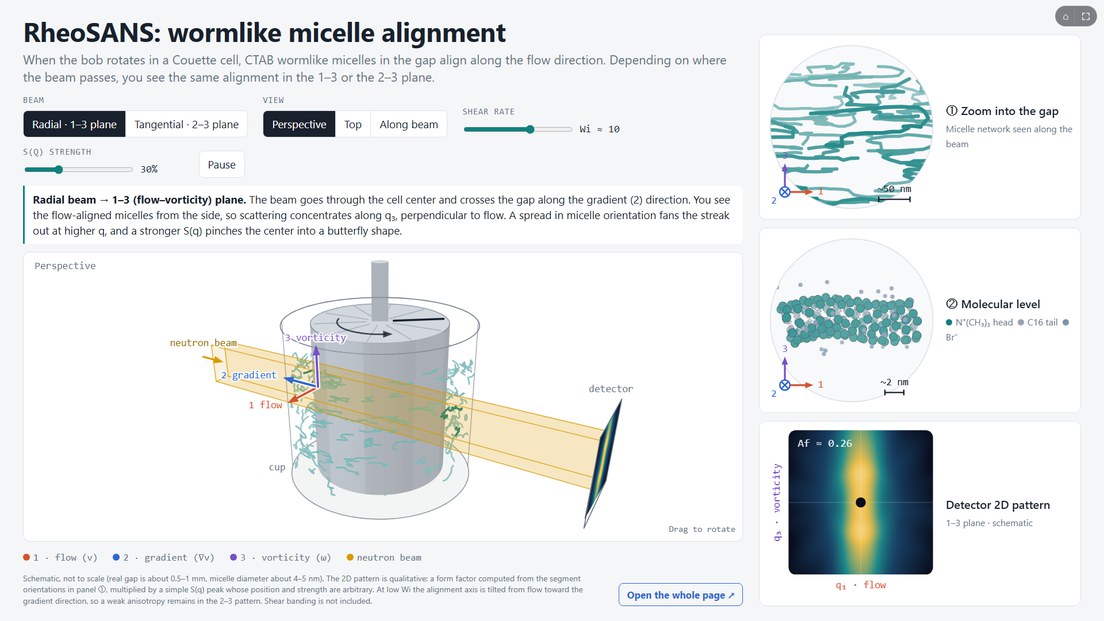 RheoSANS: wormlike micelle alignment
When the bob rotates in a Couette cell, CTAB wormlike micelles in the gap align along the flow direction. Depending on where
the beam passes, you see the same alignment in the 1–3 or the 2–3 plane.
BEAM
Radial · 1–3 plane
Tangential · 2–3 plane
VIEW
Perspective
Top
Along beam
SHEAR RATE
Wi ≈ 10
S(Q) STRENGTH
30%
Pause
Radial beam → 1–3 (flow–vorticity) plane. The beam goes through the cell center and crosses the gap along the gradient (2) direction. You see
the flow-aligned micelles from the side, so scattering concentrates along q₃, perpendicular to flow. A spread in micelle orientation fans the streak
out at higher q, and a stronger S(q) pinches the center into a butterfly shape.
Perspective
neutron beam
3 vorticity
2 gradient
1 flow
cup
detector
Drag to rotate
1 · flow (v)
2 · gradient (∇v)
3 · vorticity (ω)
neutron beam
Schematic, not to scale (real gap is about 0.5–1 mm, micelle diameter about 4–5 nm). The 2D pattern is qualitative: a form factor computed from the segment
orientations in panel ①, multiplied by a simple S(q) peak whose position and strength are arbitrary. At low Wi the alignment axis is tilted from flow toward the
gradient direction, so a weak anisotropy remains in the 2–3 pattern. Shear banding is not included.
Open the whole page ↗
3
1
2
~50 nm
① Zoom into the gap
Micelle network seen along the
beam
3
1
2
~2 nm
② Molecular level
N⁺(CH₃)₃ head
C16 tail
Br⁻
Af ≈ 0.26
q₃ · vorticity
q₁ · flow
Detector 2D pattern
1–3 plane · schematic